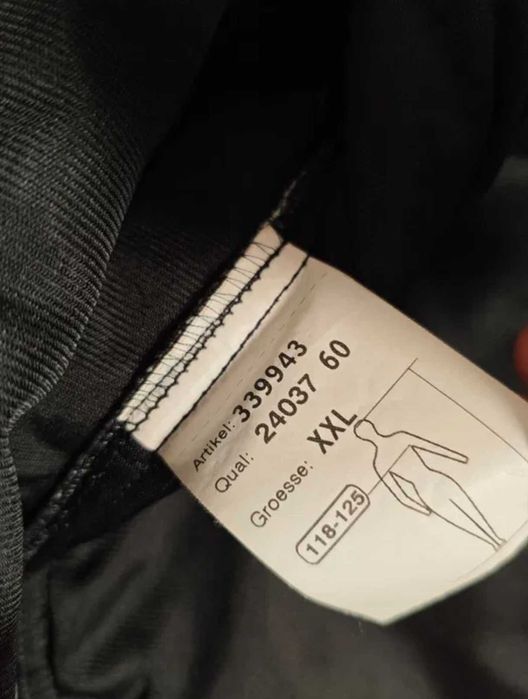 Artikel: 339943
Qual: 24037 60
Groesse: XXL
118-125